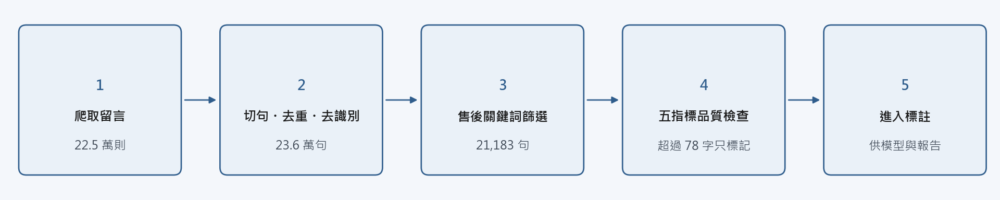 1
爬取留言
22.5 萬則
2
切句・去重・去識別
23.6 萬句
3
售後關鍵詞篩選
21,183 句
4
五指標品質檢查
超過 78 字只標記
5
進入標註
供模型與報告